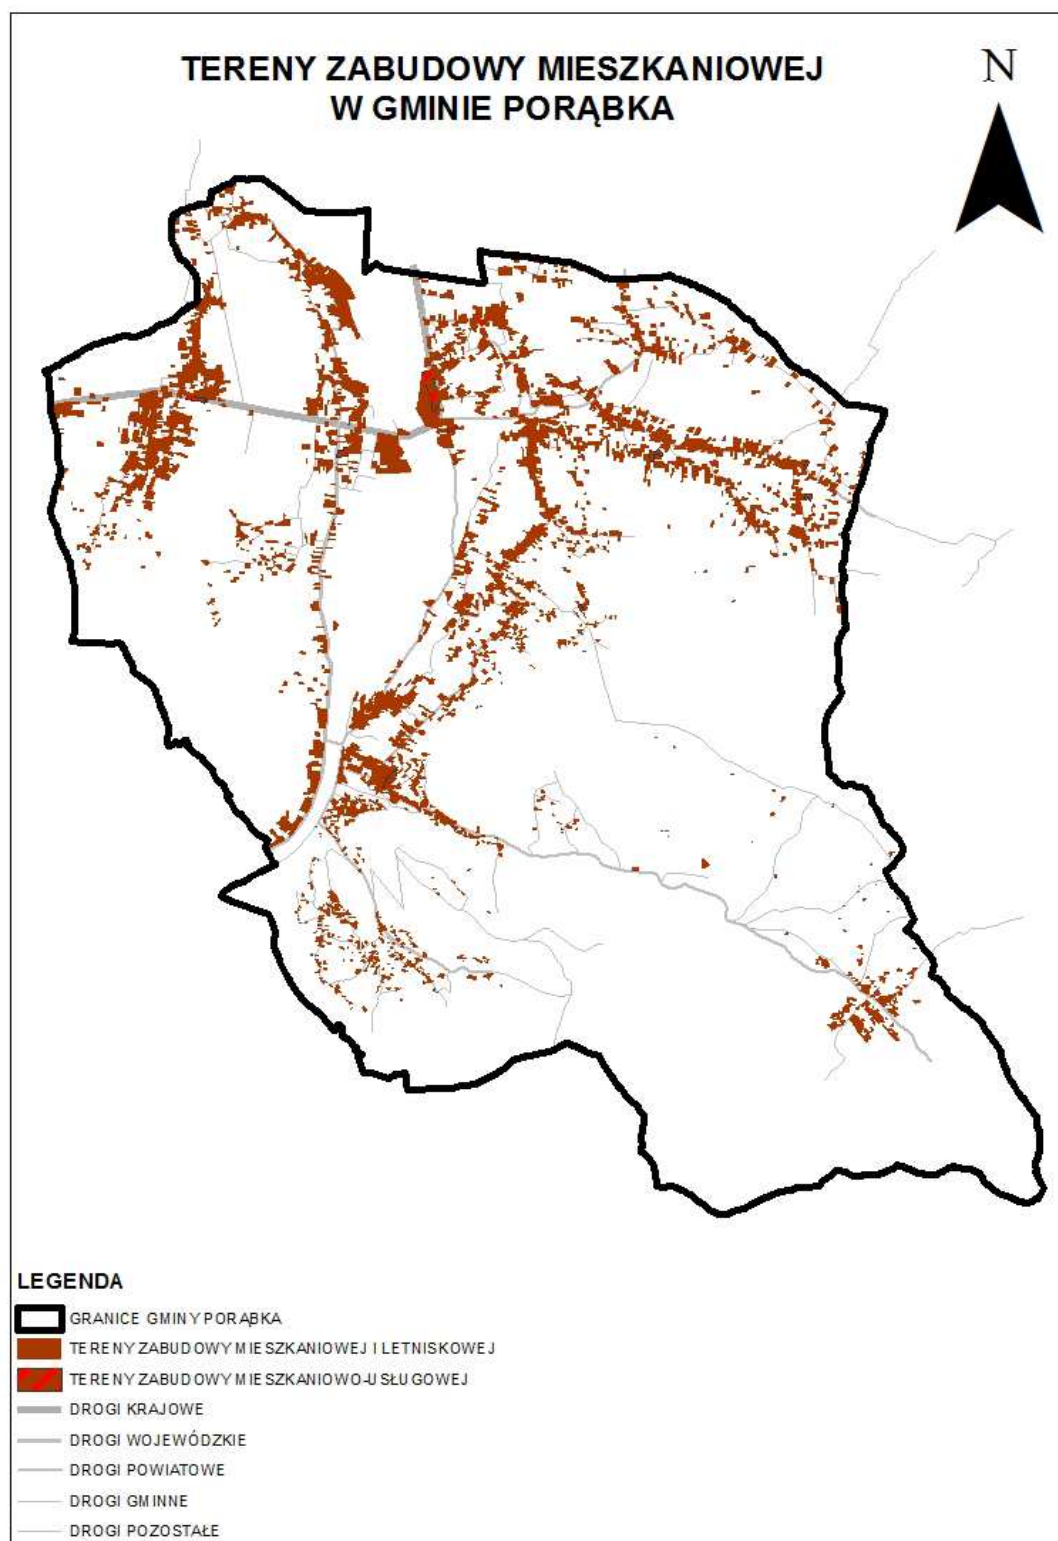 TERENY ZABUDOWY MIESZKANIOWEJ
W GMINIE PORĄBKA
N
LEGENDA
GRANICE GMINY PORĄBKA
TERENY ZABUDOWY MIESZKANIOWEJ I LETNISKOWEJ
TERENY ZABUDOWY MIESZKANIOWO-USŁUGOWEJ
DROGI KRAJOWE
DROGI WOJEWÓDZKIE
DROGI POWIATOWE
DROGI GMINNE
DROGI POZOSTAŁE